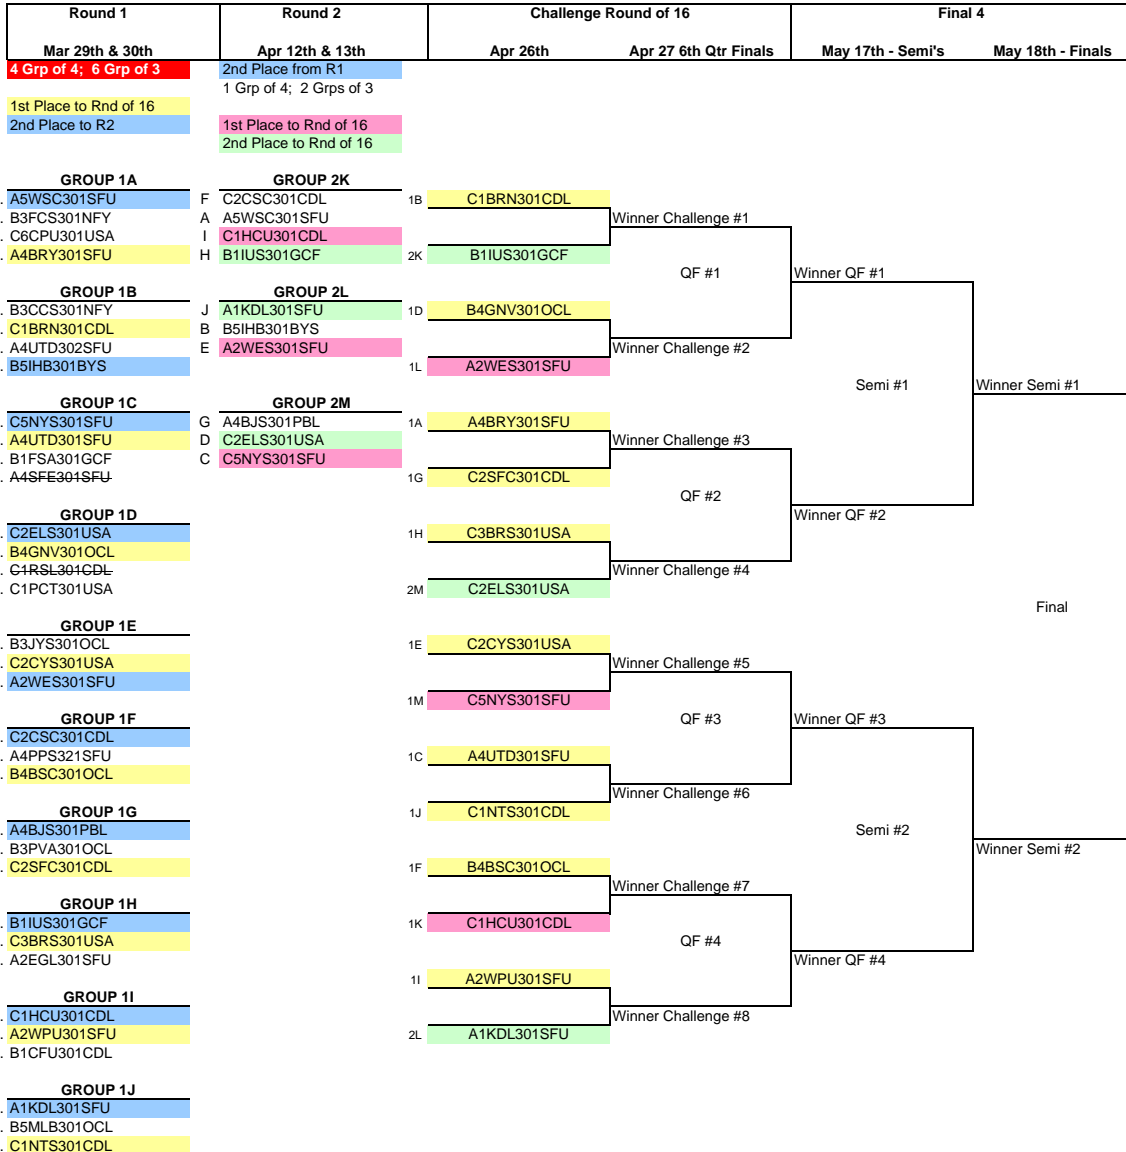 Round 1 Round 2 Challenge Round of 16 Final 4
Mar 29th & 30th Apr 12th & 13th Apr 26th Apr 27 6th Qtr Finals May 17th - Semi's May 18th - Finals
4 Grp of 4; 6 Grp of 3 2nd Place from R1
1 Grp of 4; 2 Grps of 3
1st Place to Rnd of 16
2nd Place to R2 1st Place to Rnd of 16
2nd Place to Rnd of 16
GROUP 1A GROUP 2K
. A5WSC301SFU F C2CSC301CDL 1B C1BRN301CDL
. B3FCS301NFY A A5WSC301SFU Winner Challenge #1
. C6CPU301USA I C1HCU301CDL
. A4BRY301SFU H B1IUS301GCF 2K B1IUS301GCF
QF #1 Winner QF #1
GROUP 1B GROUP 2L
. B3CCS301NFY J A1KDL301SFU 1D B4GNV301OCL
. C1BRN301CDL B B5IHB301BYS
. A4UTD302SFU E A2WES301SFU Winner Challenge #2
. B5IHB301BYS 1L A2WES301SFU
Semi #1 Winner Semi #1
GROUP 1C GROUP 2M
. C5NYS301SFU G A4BJS301PBL 1A A4BRY301SFU
. A4UTD301SFU D C2ELS301USA Winner Challenge #3
. B1FSA301GCF C C5NYS301SFU
. A4SFE301SFU 1G C2SFC301CDL
QF #2
GROUP 1D Winner QF #2
. C2ELS301USA 1H C3BRS301USA
. B4GNV301OCL
. C1RSL301CDL Winner Challenge #4
. C1PCT301USA 2M C2ELS301USA
Final
GROUP 1E
. B3JYS301OCL 1E C2CYS301USA
. C2CYS301USA Winner Challenge #5
. A2WES301SFU
1M C5NYS301SFU
GROUP 1F QF #3 Winner QF #3
. C2CSC301CDL
. A4PPS321SFU 1C A4UTD301SFU
. B4BSC301OCL
Winner Challenge #6
GROUP 1G 1J C1NTS301CDL
. A4BJS301PBL Semi #2
. B3PVA301OCL Winner Semi #2
. C2SFC301CDL 1F B4BSC301OCL
Winner Challenge #7
GROUP 1H
. B1IUS301GCF 1K C1HCU301CDL
. C3BRS301USA QF #4
. A2EGL301SFU Winner QF #4
1I A2WPU301SFU
GROUP 1I
. C1HCU301CDL Winner Challenge #8
. A2WPU301SFU 2L A1KDL301SFU
. B1CFU301CDL
GROUP 1J
. A1KDL301SFU
. B5MLB301OCL
. C1NTS301CDL